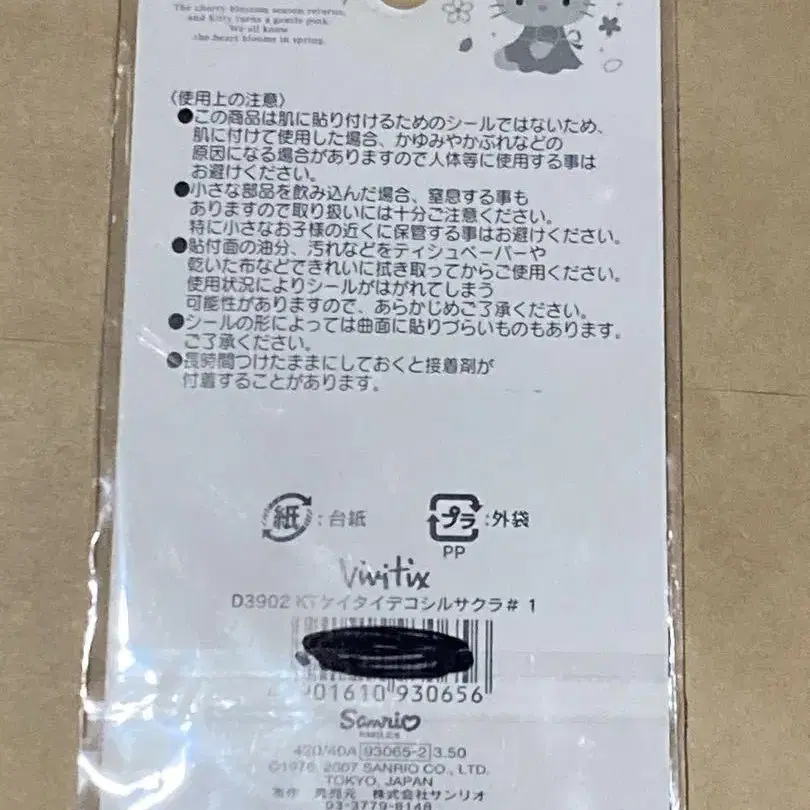 The cherry blossom season returns,
and Kitty turns a gentle pink.
We all know
the heart blooms in spring.
〈使用上の注意〉
●この商品は肌に貼り付けるためのシールではないため、
肌に付けて使用した場合、かゆみやかぶれなどの
原因になる場合がありますので人体等に使用する事は
お避けください。
●小さな部品を飲み込んだ場合、窒息する事も
ありますので取り扱いには十分ご注意ください。
特に小さなお子様の近くに保管する事はお避けください。
●貼付面の油分、汚れなどをティシュペーパーや
乾いた布などできれいに拭き取ってからご使用ください。
使用状況によりシールがはがれてしまう
可能性がありますので、あらかじめご了承ください。
●シールの形によっては曲面に貼りづらいものもあります。
ご了承ください。
●長時間つけたままにしておくと接着剤が
付着することがあります。
紙:台紙 プラ:外袋
PP
Vivitix
D3902 KTケイタイデコシルサクラ# 1
901610 930656
Sanrio
SMILES
420/40A 93065-2 3.50
©1976, 2007 SANRIO CO., LTD.
TOKYO, JAPAN
製作 発売元 株式会社サンリオ
03-3779-8148